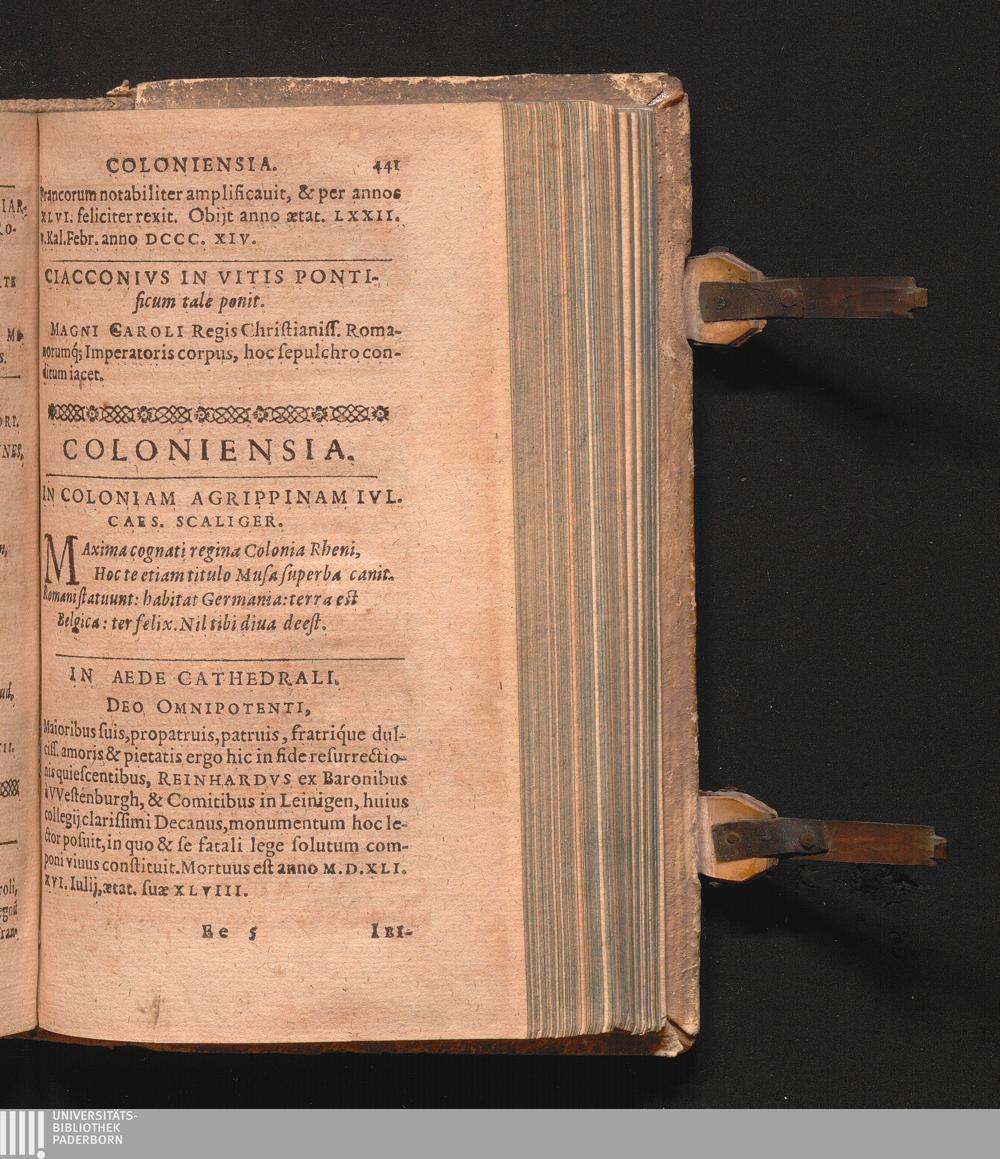 COLONIENSIA. 441
Francorum notabiliter amplificauit, & per annos
XLVI. feliciter rexit. Obijt anno ætat. LXXII.
v. Kal. Febr. anno DCCC. XIV.
CIACCONIVS IN VITIS PONTI-
ficum tale ponit.
MAGNI CAROLI Regis Christianiss. Roma-
norumq; Imperatoris corpus, hoc sepulchro con-
ditum iacet.
COLONIENSIA.
IN COLONIAM AGRIPPINAM IVL.
CAES. SCALIGER.
MAxima cognati regina Colonia Rheni,
Hoc te etiam titulo Musa superba canit.
Romani statuunt: habitat Germania: terra est
Belgica: ter felix. Nil tibi diua deest.
IN AEDE CATHEDRALI.
DEO OMNIPOTENTI,
Maioribus suis, propatruis, patruis, fratriq́ue dul-
ciss. amoris & pietatis ergo hic in fide resurrectio-
nis quiescentibus, REINHARDVS ex Baronibus
à VVestenburgh, & Comitibus in Leinigen, huius
collegij clarissimi Decanus, monumentum hoc le-
ctor posuit, in quo & se fatali lege solutum com-
poni viuus constituit. Mortuus est anno M.D.XLI.
XVI. Iulij, ætat. suæ XLVIII.
Ee 5 IBI-
UNIVERSITÄTS-
BIBLIOTHEK
PADERBORN